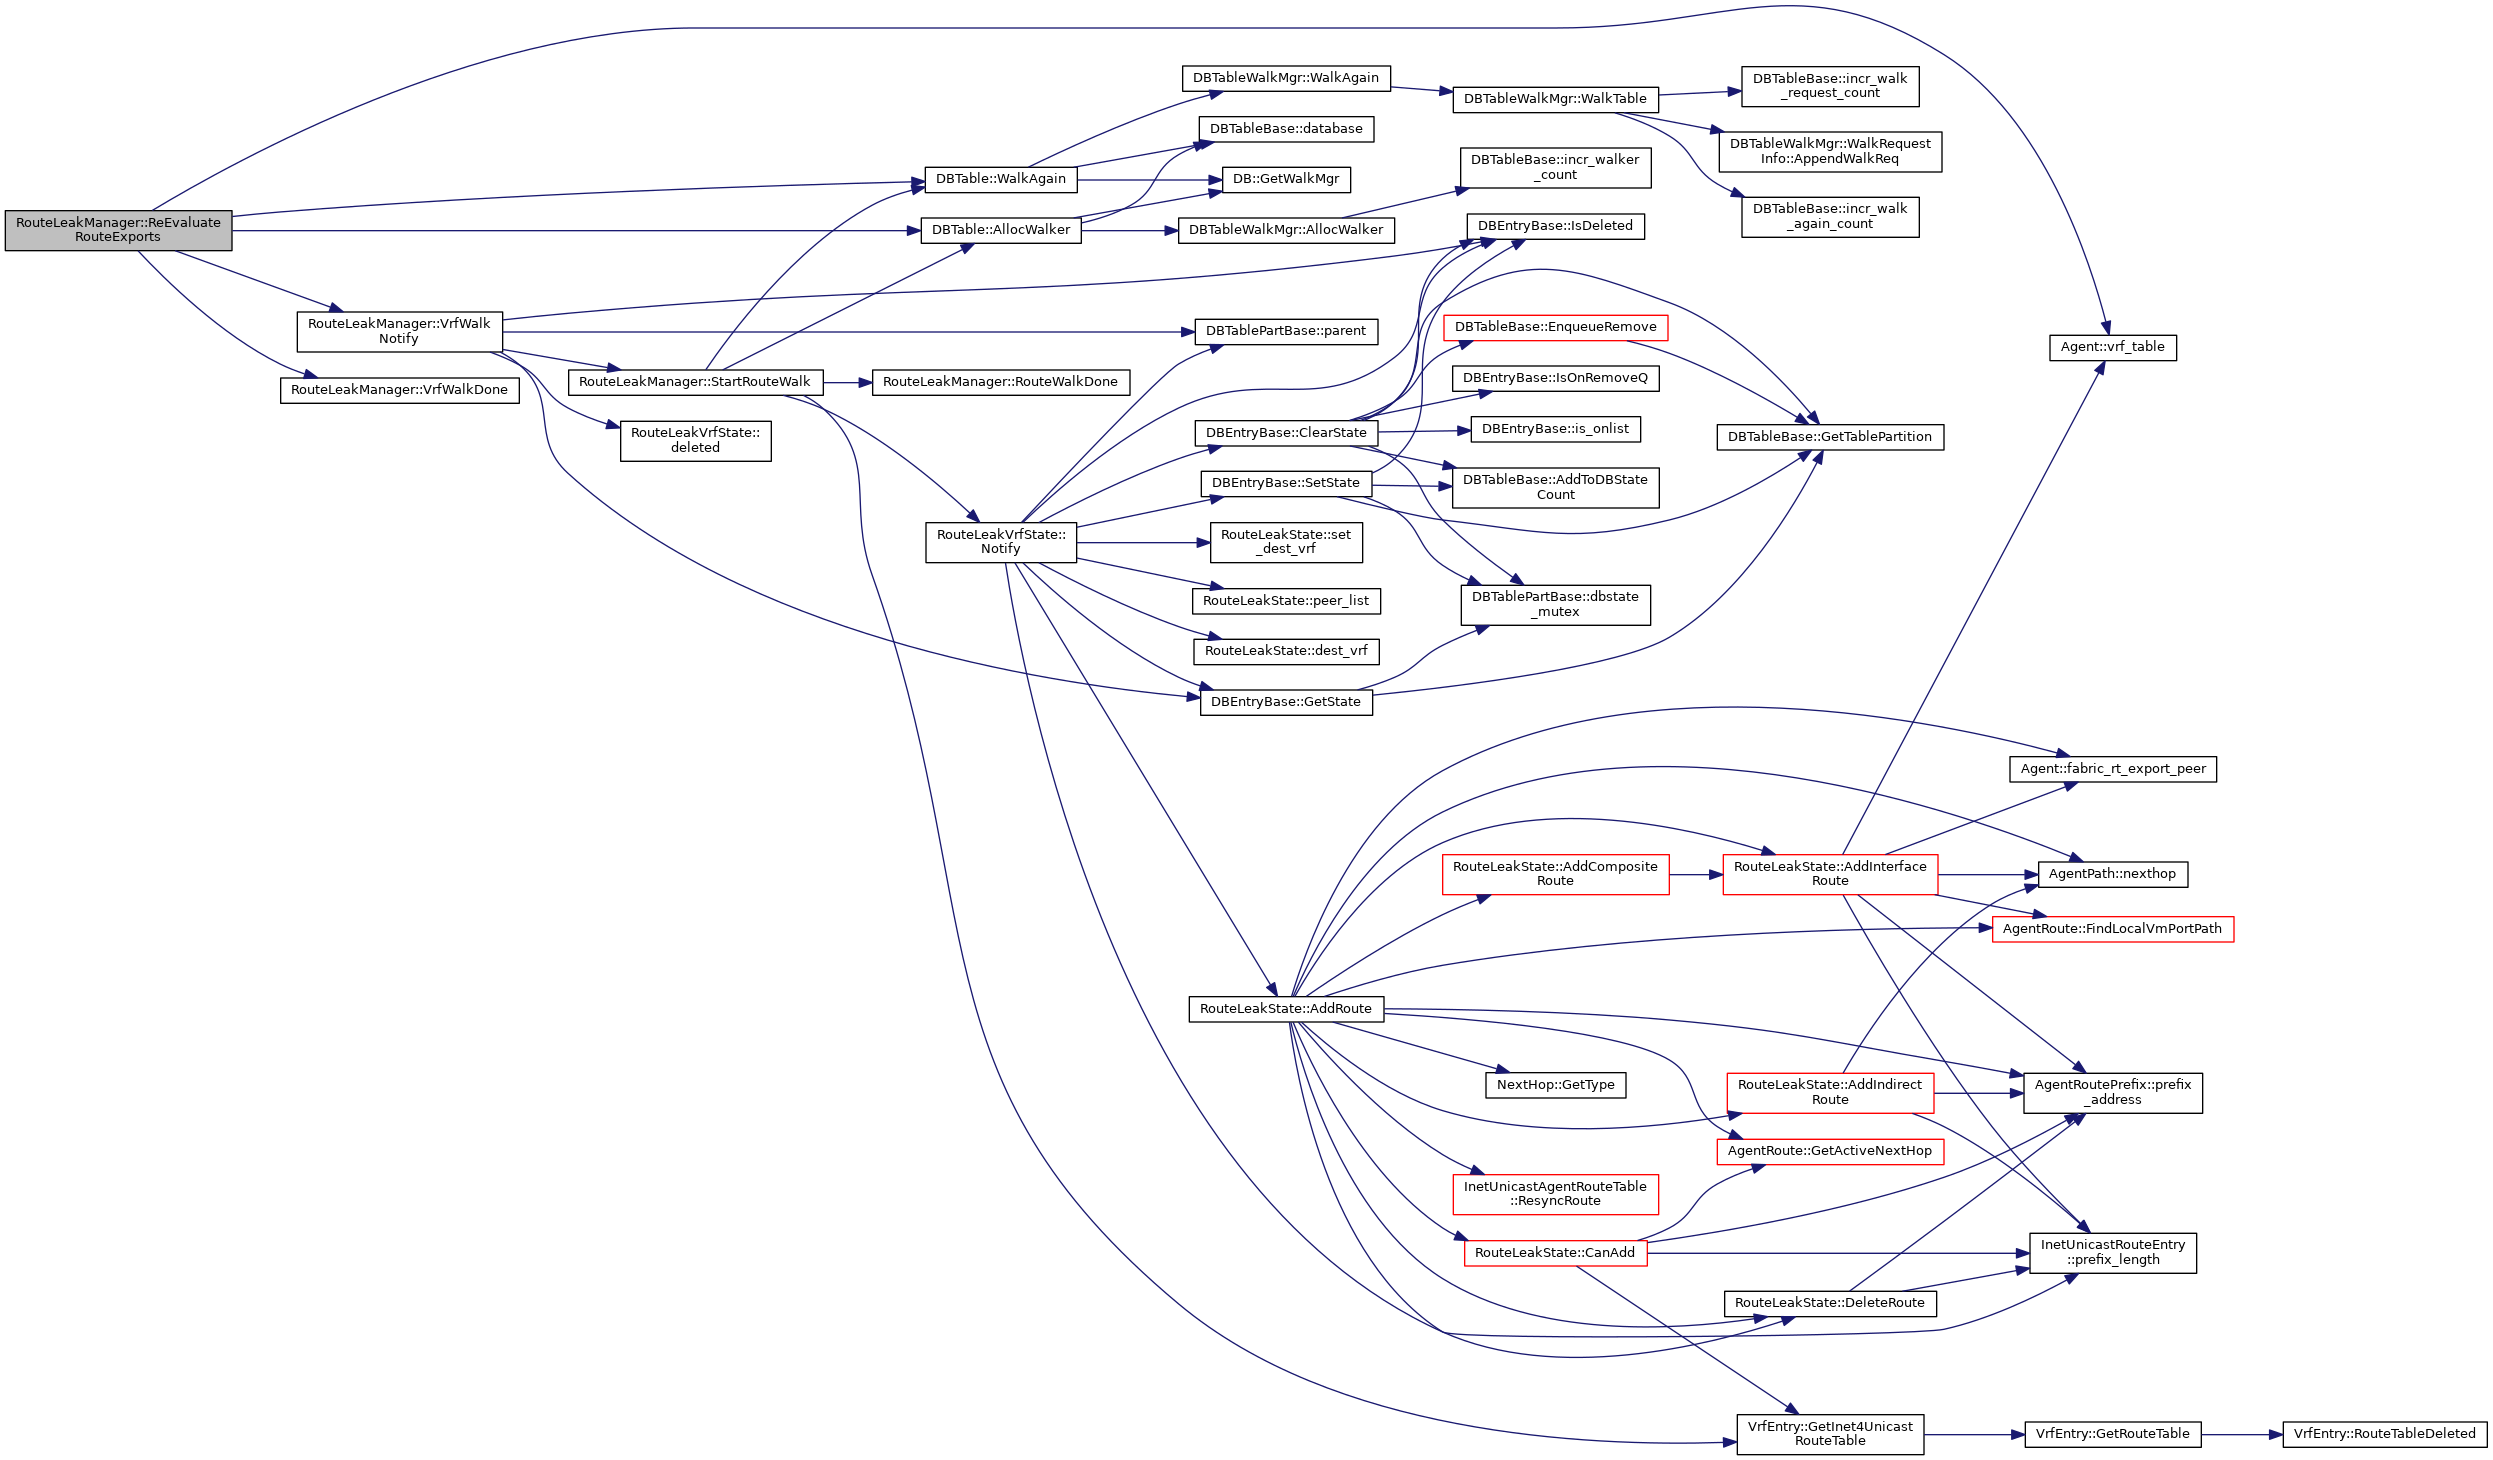 RouteLeakManager::ReEvaluate
RouteExports
RouteLeakManager::VrfWalk
Notify
RouteLeakManager::VrfWalkDone
RouteLeakManager::StartRouteWalk
RouteLeakVrfState::
deleted
DBTable::WalkAgain
DBTable::AllocWalker
RouteLeakManager::RouteWalkDone
RouteLeakVrfState::
Notify
DBTableWalkMgr::WalkAgain
DBTableBase::database
DB::GetWalkMgr
DBTableWalkMgr::AllocWalker
DBTablePartBase::parent
DBEntryBase::ClearState
DBEntryBase::SetState
RouteLeakState::set
_dest_vrf
RouteLeakState::peer_list
RouteLeakState::dest_vrf
DBEntryBase::GetState
RouteLeakState::AddRoute
DBTableWalkMgr::WalkTable
DBTableBase::incr_walker
_count
DBEntryBase::IsDeleted
DBTableBase::EnqueueRemove
DBEntryBase::IsOnRemoveQ
DBEntryBase::is_onlist
DBTableBase::AddToDBState
Count
DBTablePartBase::dbstate
_mutex
RouteLeakState::AddComposite
Route
NextHop::GetType
InetUnicastAgentRouteTable
::ResyncRoute
RouteLeakState::CanAdd
DBTableBase::incr_walk
_request_count
DBTableWalkMgr::WalkRequest
Info::AppendWalkReq
DBTableBase::incr_walk
_again_count
DBTableBase::GetTablePartition
RouteLeakState::AddInterface
Route
RouteLeakState::AddIndirect
Route
AgentRoute::GetActiveNextHop
RouteLeakState::DeleteRoute
VrfEntry::GetInet4Unicast
RouteTable
Agent::vrf_table
Agent::fabric_rt_export_peer
AgentPath::nexthop
AgentRoute::FindLocalVmPortPath
AgentRoutePrefix::prefix
_address
InetUnicastRouteEntry
::prefix_length
VrfEntry::GetRouteTable
VrfEntry::RouteTableDeleted